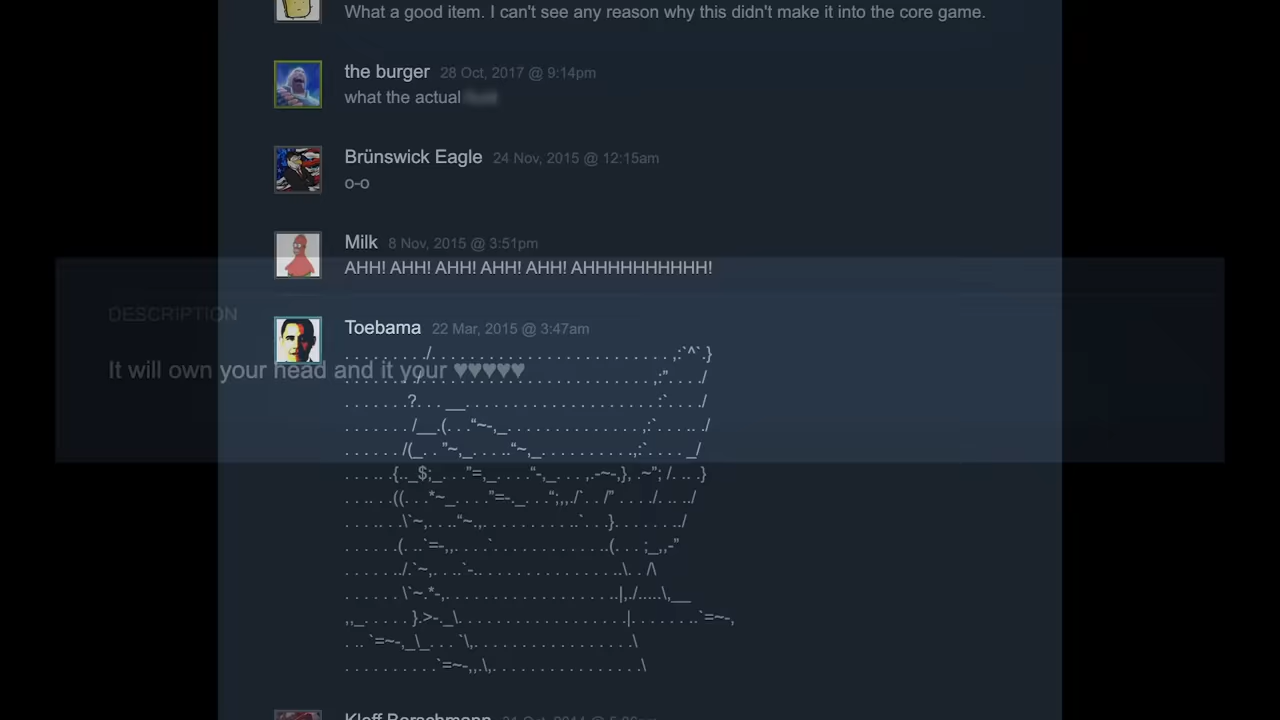 What a good item. I can't see any reason why this didn't make it into the core game.
the burger 28 Oct, 2017 @ 9:14pm
what the actual
Brünswick Eagle 24 Nov, 2015 @ 12:15am
o-o
Milk 8 Nov, 2015 @ 3:51pm
AHH! AHH! AHH! AHH! AHH! AHHHHHHHHHH!
DESCRIPTION
Toebama 22 Mar, 2015 @ 3:47am
It will own your head and it your ♥♥♥♥♥